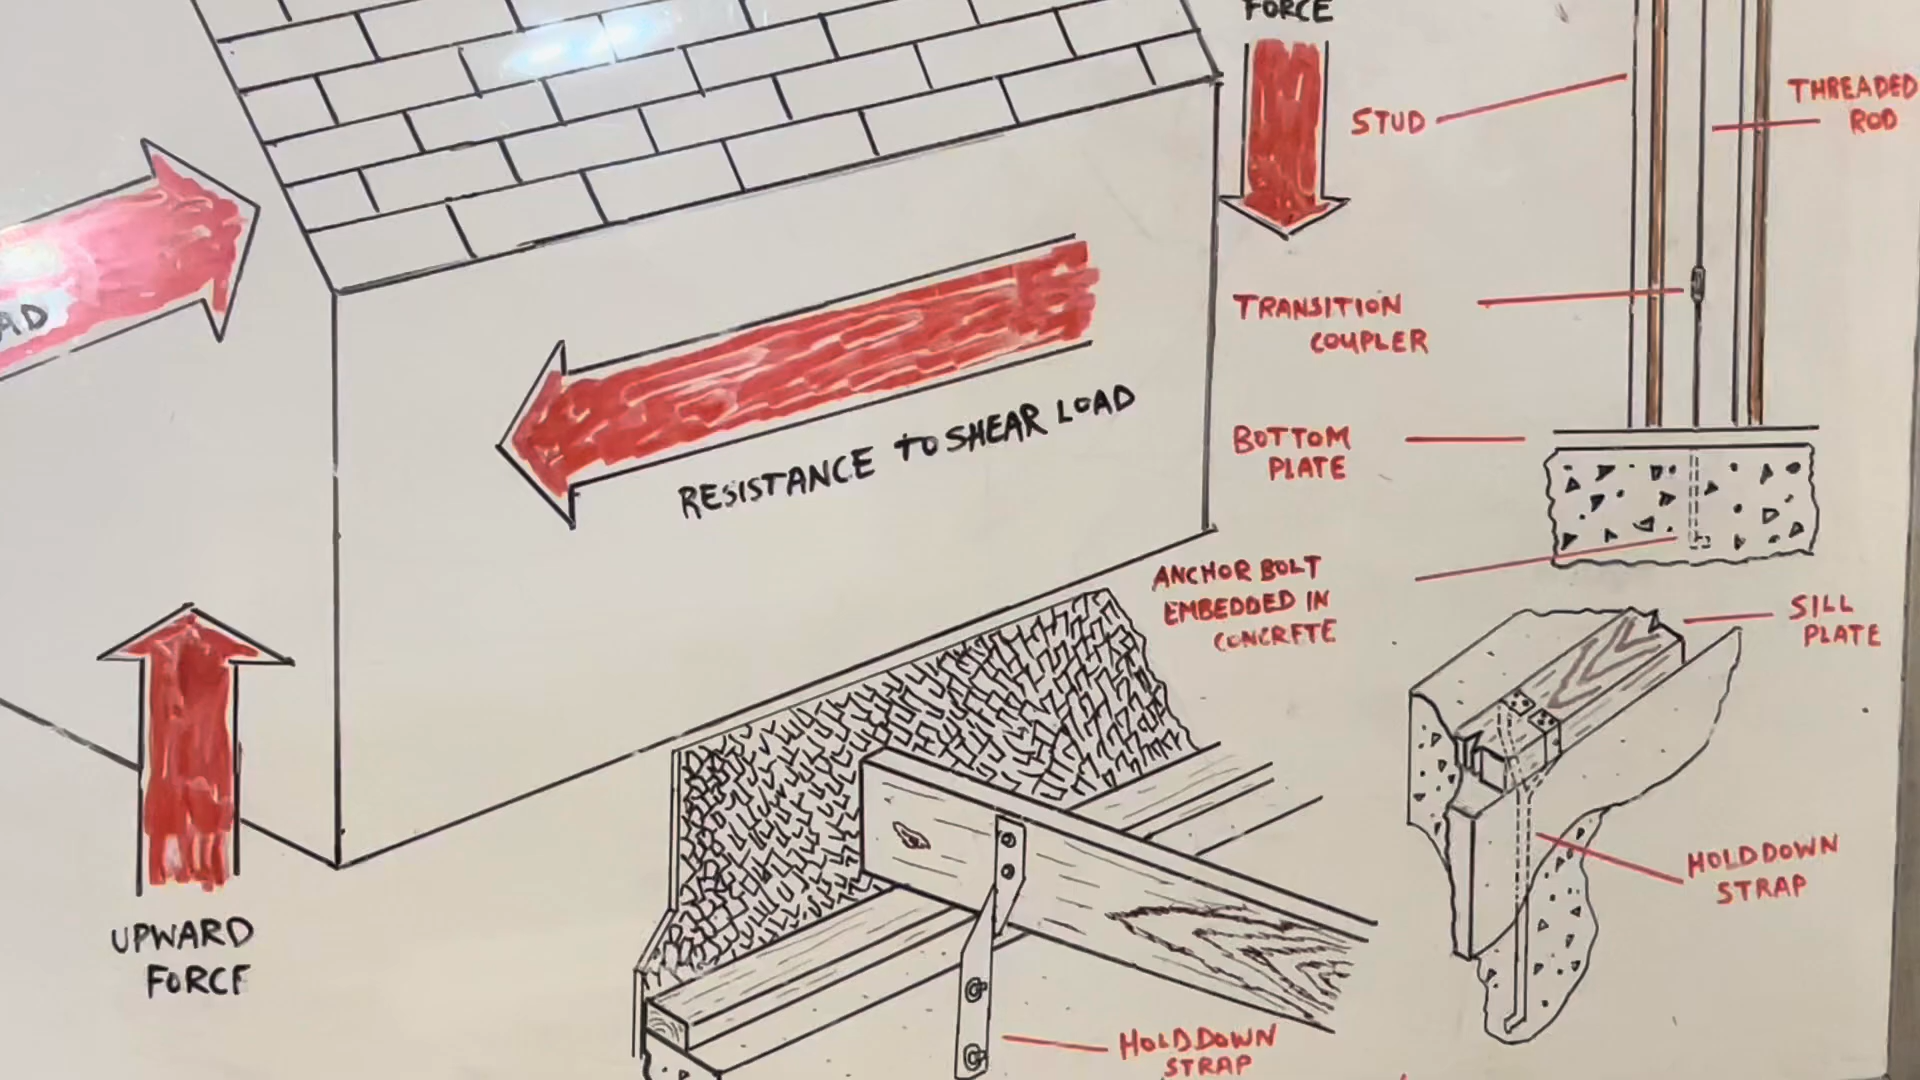 FORCE
STUD
THREADED
ROD
AD
TRANSITION
COUPLER
RESISTANCE TO SHEAR LOAD
BOTTOM
PLATE
ANCHOR BOLT
EMBEDDED IN
CONCRETE
SILL
PLATE
HOLDDOWN
STRAP
UPWARD
FORCE
HOLDDOWN
STRAP